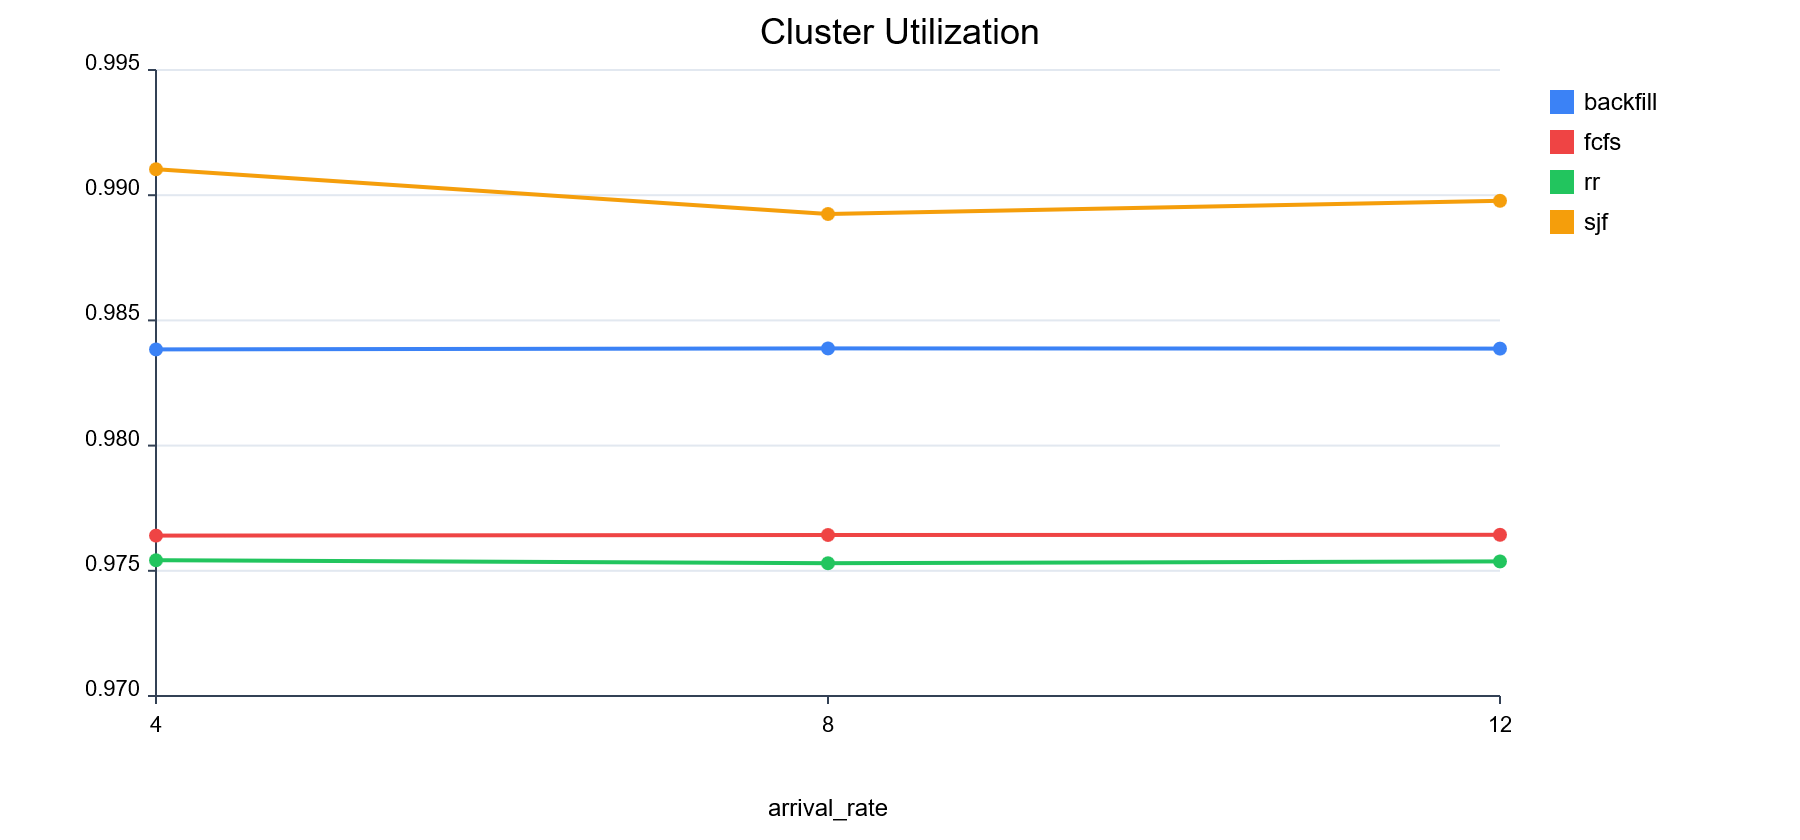 Cluster Utilization
0.995
0.990
0.985
0.980
0.975
0.970
4
8
12
arrival_rate
backfill
fcfs
rr
sjf